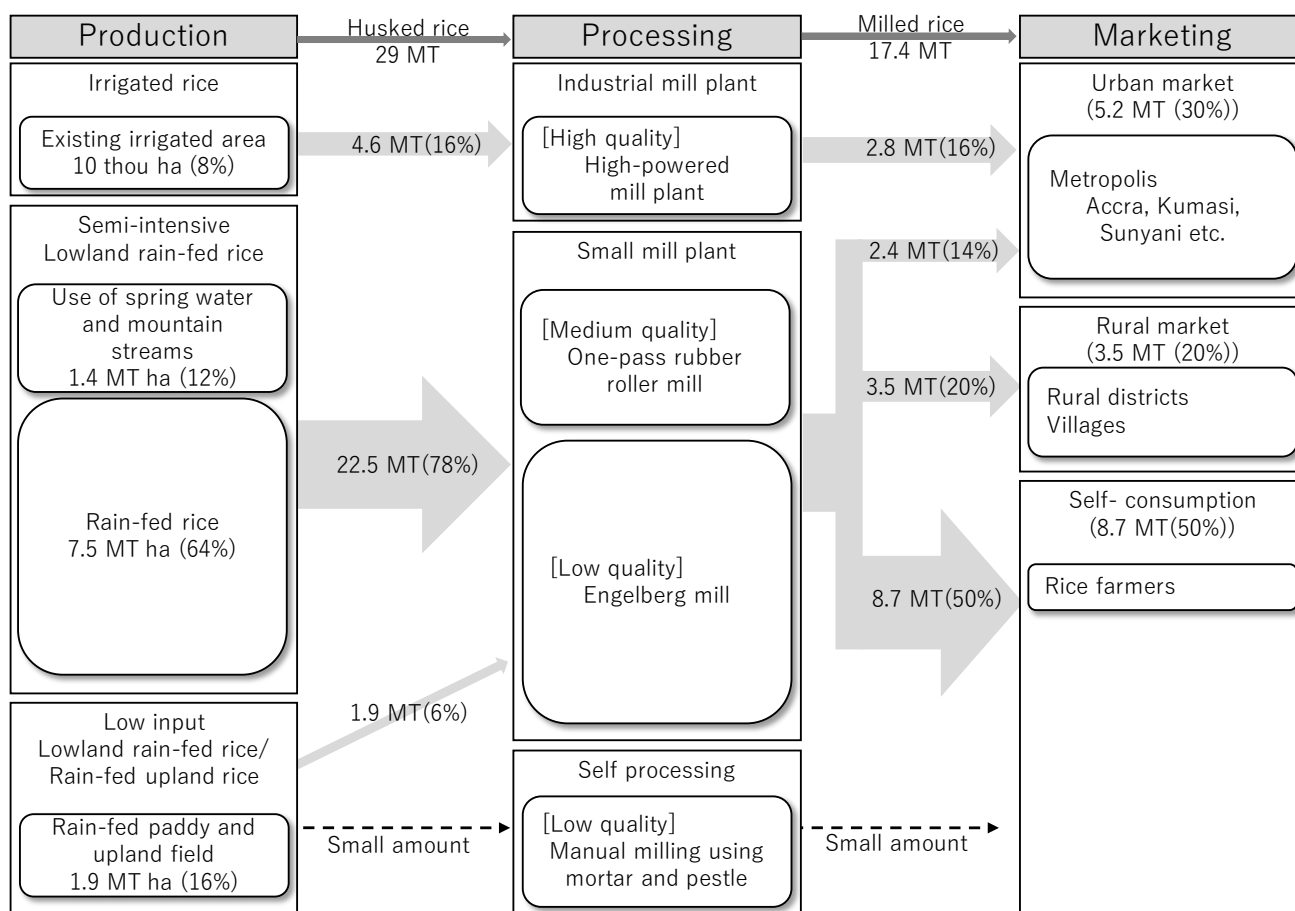 Production
Husked rice
29 MT
Processing
Milled rice
17.4 MT
Marketing
Irrigated rice
Existing irrigated area
10 thou ha (8%)
4.6 MT(16%)
Industrial mill plant
[High quality]
High-powered
mill plant
2.8 MT(16%)
Urban market
(5.2 MT (30%))
Metropolis
Accra, Kumasi,
Sunyani etc.
Semi-intensive
Lowland rain-fed rice
Use of spring water
and mountain
streams
1.4 MT ha (12%)
Rain-fed rice
7.5 MT ha (64%)
22.5 MT(78%)
Small mill plant
[Medium quality]
One-pass rubber
roller mill
[Low quality]
Engelberg mill
2.4 MT(14%)
3.5 MT(20%)
8.7 MT(50%)
Rural market
(3.5 MT (20%))
Rural districts
Villages
Self- consumption
(8.7 MT(50%))
Rice farmers
Low input
Lowland rain-fed rice/
Rain-fed upland rice
Rain-fed paddy and
upland field
1.9 MT ha (16%)
1.9 MT(6%)
Small amount
Self processing
[Low quality]
Manual milling using
mortar and pestle
Small amount